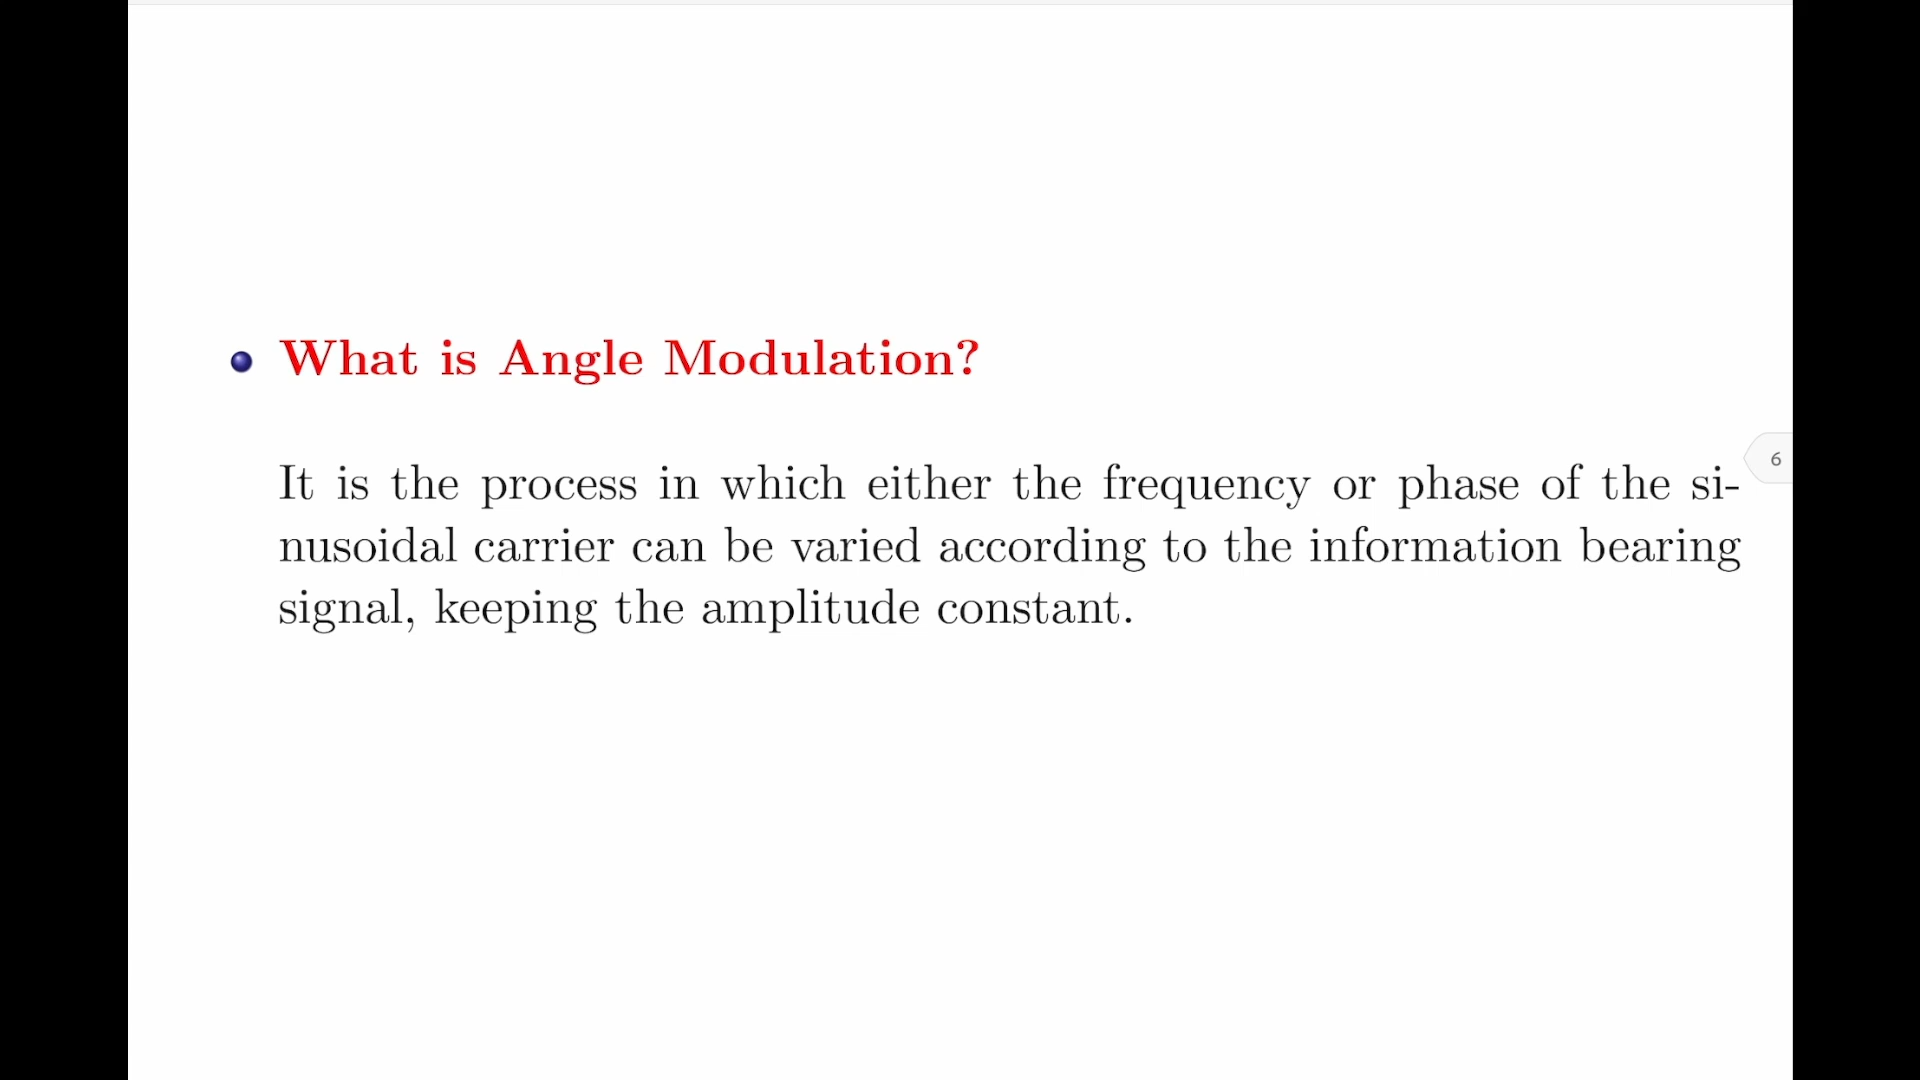 What is Angle Modulation?
It is the process in which either the frequency or phase of the si-
nusoidal carrier can be varied according to the information bearing
signal, keeping the amplitude constant.
6